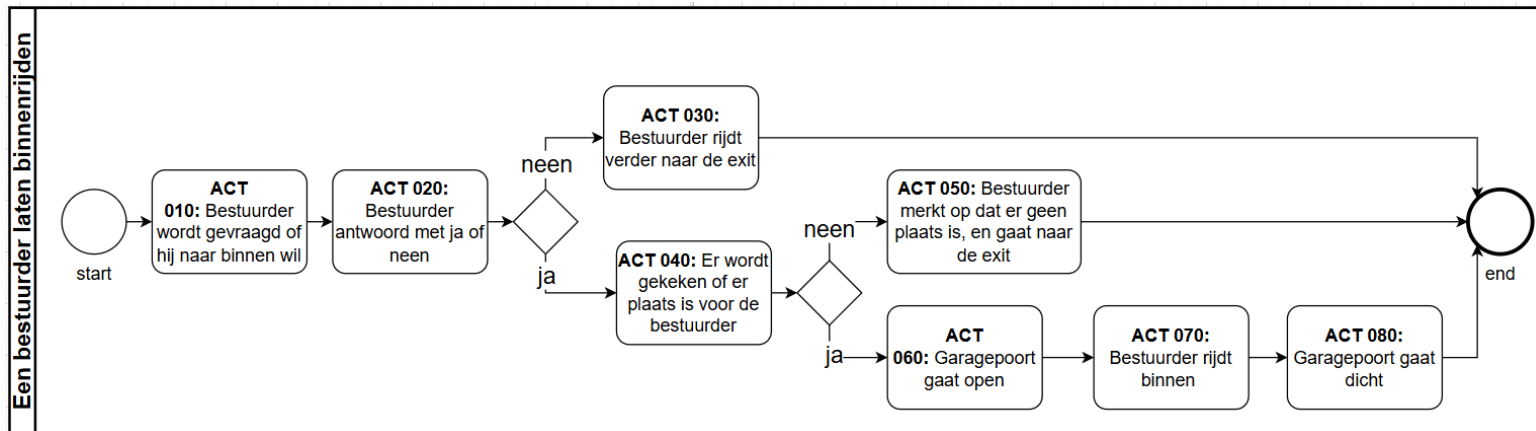 Een bestuurder laten binnenrijden
start
ACT
010: Bestuurder
wordt gevraagd of
hij naar binnen wil
ACT 020:
Bestuurder
antwoord met ja of
neen
neen
ja
ACT 030:
Bestuurder rijdt
verder naar de exit
ACT 040: Er wordt
gekeken of er
plaats is voor de
bestuurder
neen
ja
ACT 050: Bestuurder
merkt op dat er geen
plaats is, en gaat naar
de exit
ACT
060: Garagepoort
gaat open
ACT 070:
Bestuurder rijdt
binnen
ACT 080:
Garagepoort gaat
dicht
end